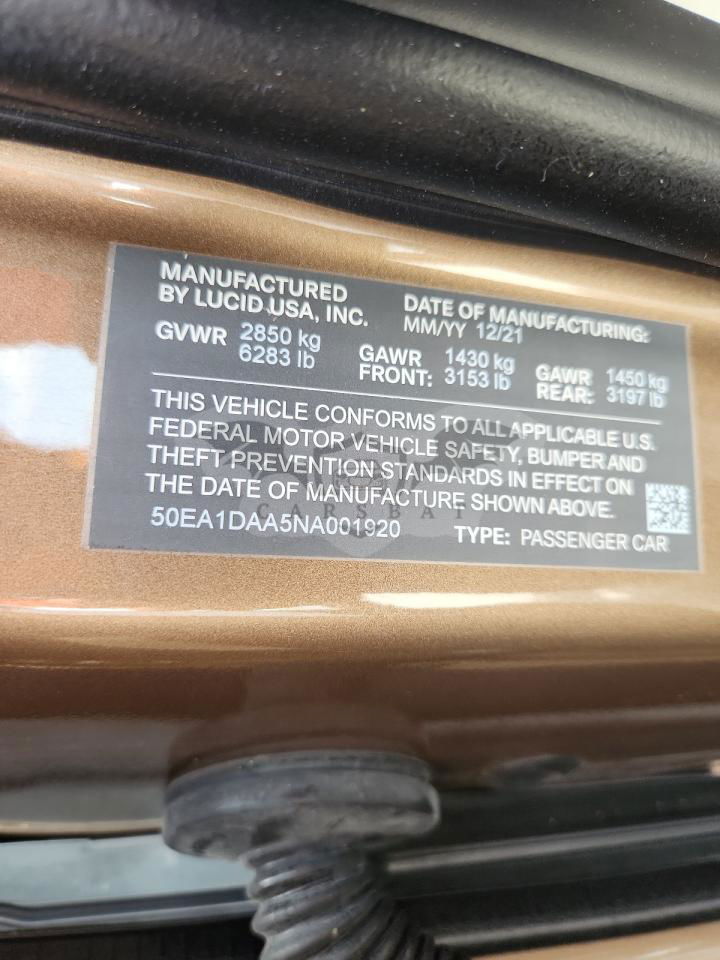 MANUFACTURED
BY LUCID USA, INC.
DATE OF MANUFACTURING:
MM/YY 12/21
GVWR 2850 kg
6283 lb
GAWR 1430 kg
FRONT: 3153 lb
GAWR 1450 kg
REAR: 3197 lb
THIS VEHICLE CONFORMS TO ALL APPLICABLE U.S.
FEDERAL MOTOR VEHICLE SAFETY, BUMPER AND
THEFT PREVENTION STANDARDS IN EFFECT ON
THE DATE OF MANUFACTURE SHOWN ABOVE.
CARSBAT
50EA1DAA5NA001920
TYPE: PASSENGER CAR